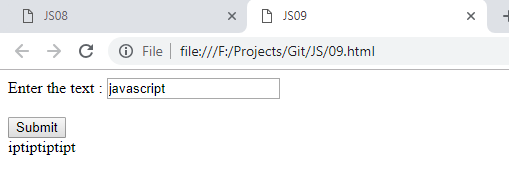 JS08 JS09
File file:///F:/Projects/Git/JS/09.html
Enter the text : javascript
Submit
iptiptiptipt